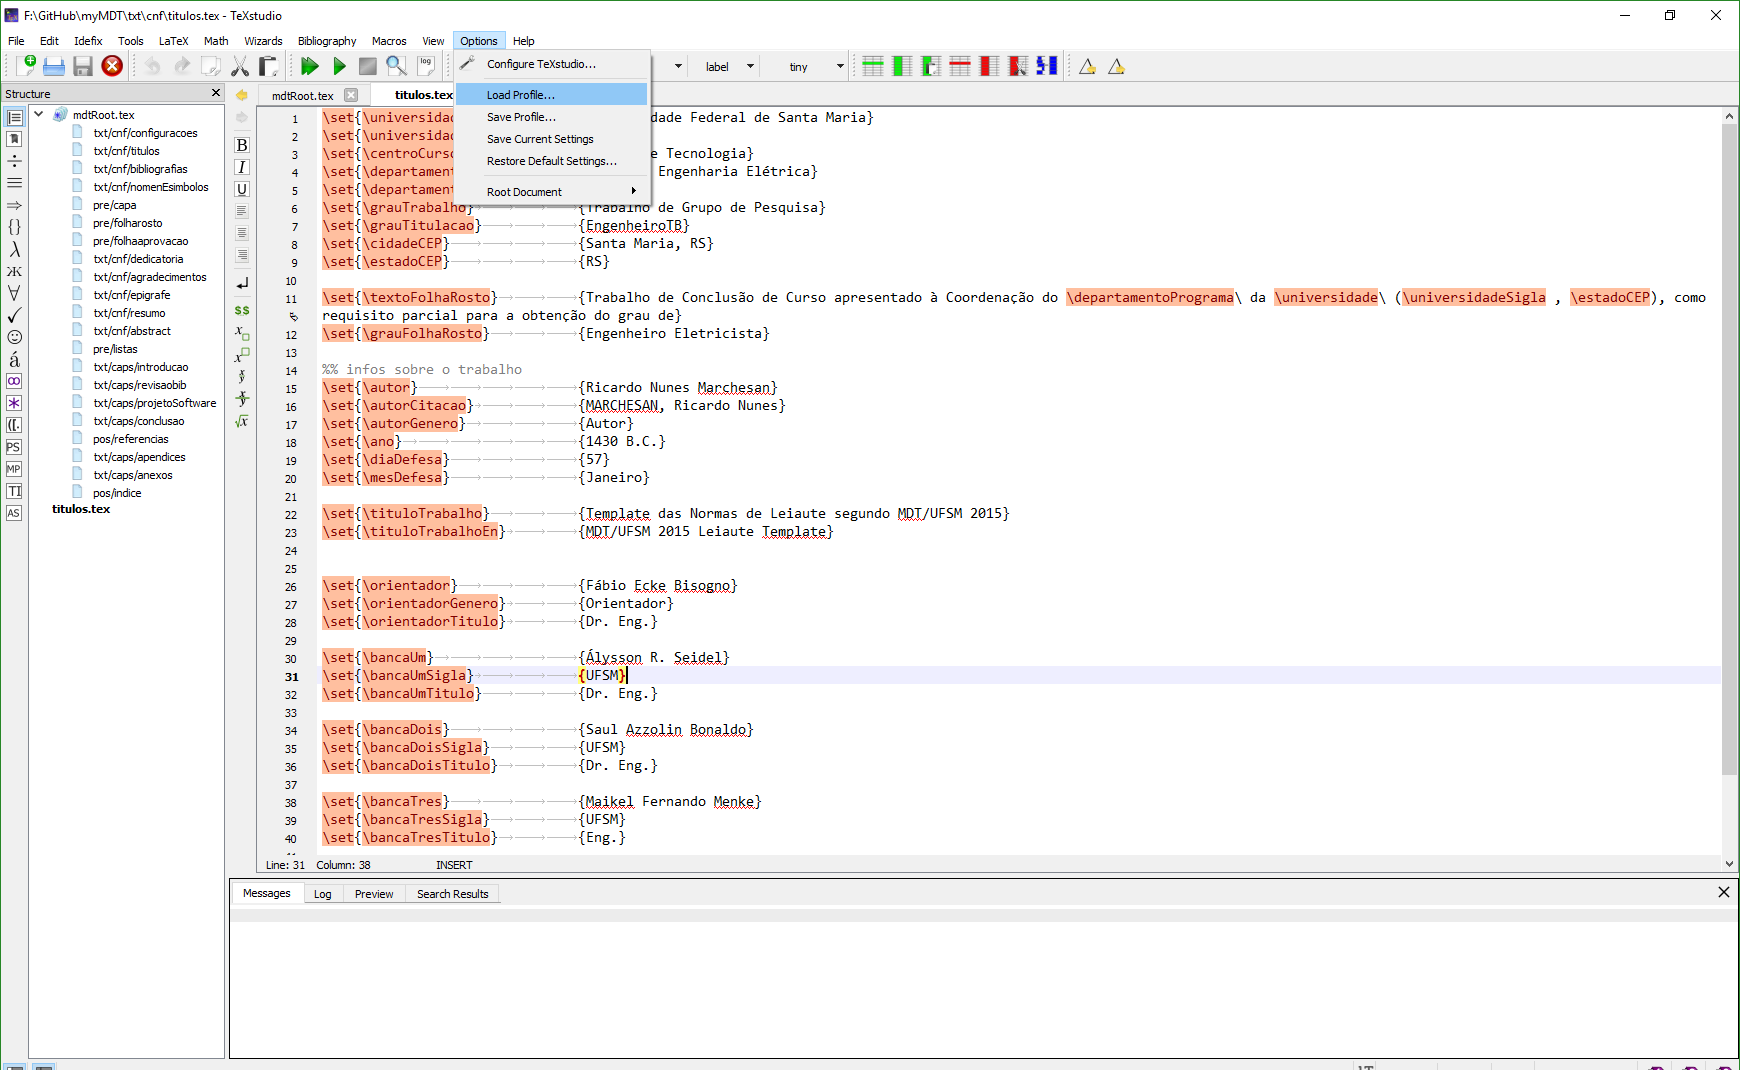 F:\GitHub\myMDT\txt\cnf\titulos.tex - TeXstudio
File Edit Idefix Tools LaTeX Math Wizards Bibliography Macros View Options Help
log label tiny
Configure TeXstudio...
Load Profile...
Save Profile...
Save Current Settings
Restore Default Settings...
Root Document
Structure
mdtRoot.tex
txt/cnf/configuracoes
txt/cnf/titulos
txt/cnf/bibliografias
txt/cnf/nomenEsimbolos
pre/capa
pre/folharosto
pre/folhaaprovacao
txt/cnf/dedicatoria
txt/cnf/agradecimentos
txt/cnf/epigrafe
txt/cnf/resumo
txt/cnf/abstract
pre/listas
txt/caps/introducao
txt/caps/revisaobib
txt/caps/projetoSoftware
txt/caps/conclusao
pos/referencias
txt/caps/apendices
txt/caps/anexos
pos/indice
titulos.tex
mdtRoot.tex titulos.tex
1 \set{\universida dade Federal de Santa Maria}
2 \set{\universida
3 \set{\centroCurs e Tecnologia}
4 \set{\departamen Engenharia Elétrica}
5 \set{\departamen
6 \set{\grauTrabalho} {Trabalho de Grupo de Pesquisa}
7 \set{\grauTitulacao} {EngenheiroTB}
8 \set{\cidadeCEP} {Santa Maria, RS}
9 \set{\estadoCEP} {RS}
10
11 \set{\textoFolhaRosto} {Trabalho de Conclusão de Curso apresentado à Coordenação do \departamentoPrograma\ da \universidade\ (\universidadeSigla , \estadoCEP), como
requisito parcial para a obtenção do grau de}
12 \set{\grauFolhaRosto} {Engenheiro Eletricista}
13
14 %% infos sobre o trabalho
15 \set{\autor} {Ricardo Nunes Marchesan}
16 \set{\autorCitacao} {MARCHESAN, Ricardo Nunes}
17 \set{\autorGenero} {Autor}
18 \set{\ano} {1430 B.C.}
19 \set{\diaDefesa} {57}
20 \set{\mesDefesa} {Janeiro}
21
22 \set{\tituloTrabalho} {Template das Normas de Leiaute segundo MDT/UFSM 2015}
23 \set{\tituloTrabalhoEn} {MDT/UFSM 2015 Leiaute Template}
24
25
26 \set{\orientador} {Fábio Ecke Bisogno}
27 \set{\orientadorGenero} {Orientador}
28 \set{\orientadorTitulo} {Dr. Eng.}
29
30 \set{\bancaUm} {Álysson R. Seidel}
31 \set{\bancaUmSigla} {UFSM}
32 \set{\bancaUmTitulo} {Dr. Eng.}
33
34 \set{\bancaDois} {Saul Azzolin Bonaldo}
35 \set{\bancaDoisSigla} {UFSM}
36 \set{\bancaDoisTitulo} {Dr. Eng.}
37
38 \set{\bancaTres} {Maikel Fernando Menke}
39 \set{\bancaTresSigla} {UFSM}
40 \set{\bancaTresTitulo} {Eng.}
Line: 31 Column: 38 INSERT
Messages Log Preview Search Results